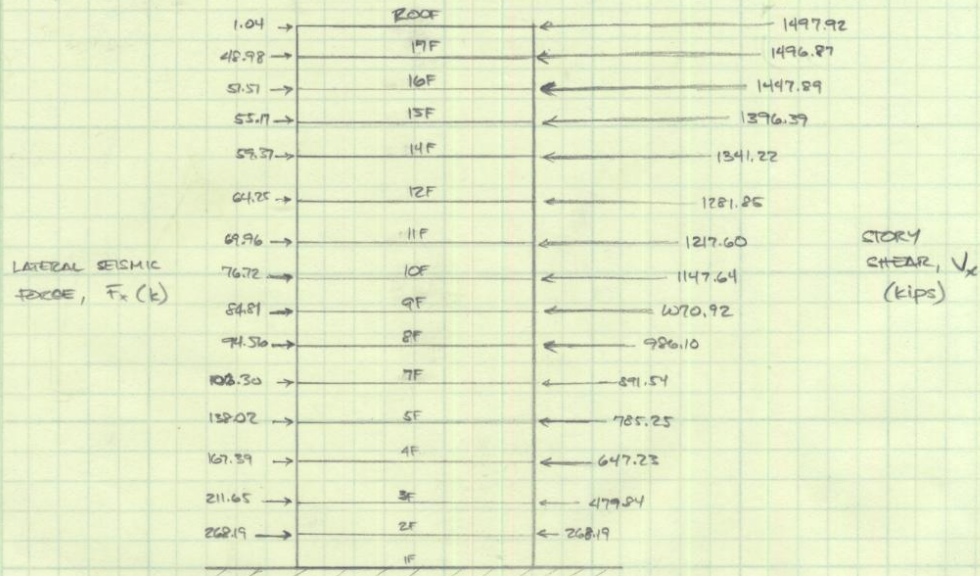 ROOF
1.04 1497.92
17F
48.98 1496.87
16F
51.51 1447.89
15F
55.17 1396.39
14F
59.37 1341.22
12F
64.25 1281.85
11F
69.96 1217.60
STORY
SHEAR, Vx
(kips)
LATERAL SEISMIC
FORCE, Fx (k)
10F
76.72 1147.64
9F
84.81 1070.92
8F
94.56 986.10
7F
106.30 891.54
5F
138.02 785.25
4F
167.39 647.23
3F
211.65 479.84
2F
268.19 268.19
1F